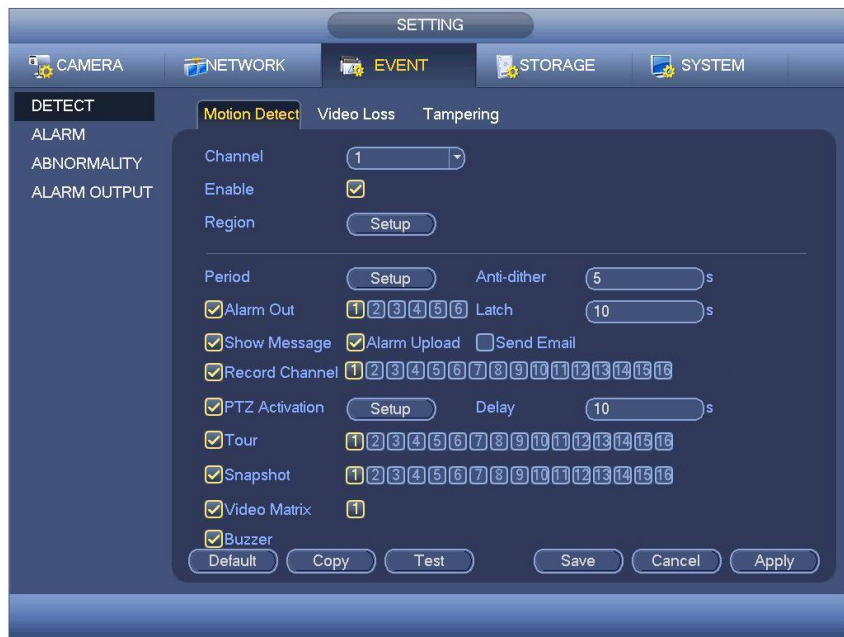 SETTING
CAMERA NETWORK EVENT STORAGE SYSTEM
DETECT
ALARM
ABNORMALITY
ALARM OUTPUT
Motion Detect Video Loss Tampering
Channel 1
Enable
Region Setup
Period Setup Anti-dither 5 s
Alarm Out 1 2 3 4 5 6 Latch 10 s
Show Message Alarm Upload Send Email
Record Channel 1 2 3 4 5 6 7 8 9 10 11 12 13 14 15 16
PTZ Activation Setup Delay 10 s
Tour 1 2 3 4 5 6 7 8 9 10 11 12 13 14 15 16
Snapshot 1 2 3 4 5 6 7 8 9 10 11 12 13 14 15 16
Video Matrix 1
Buzzer
Default Copy Test Save Cancel Apply